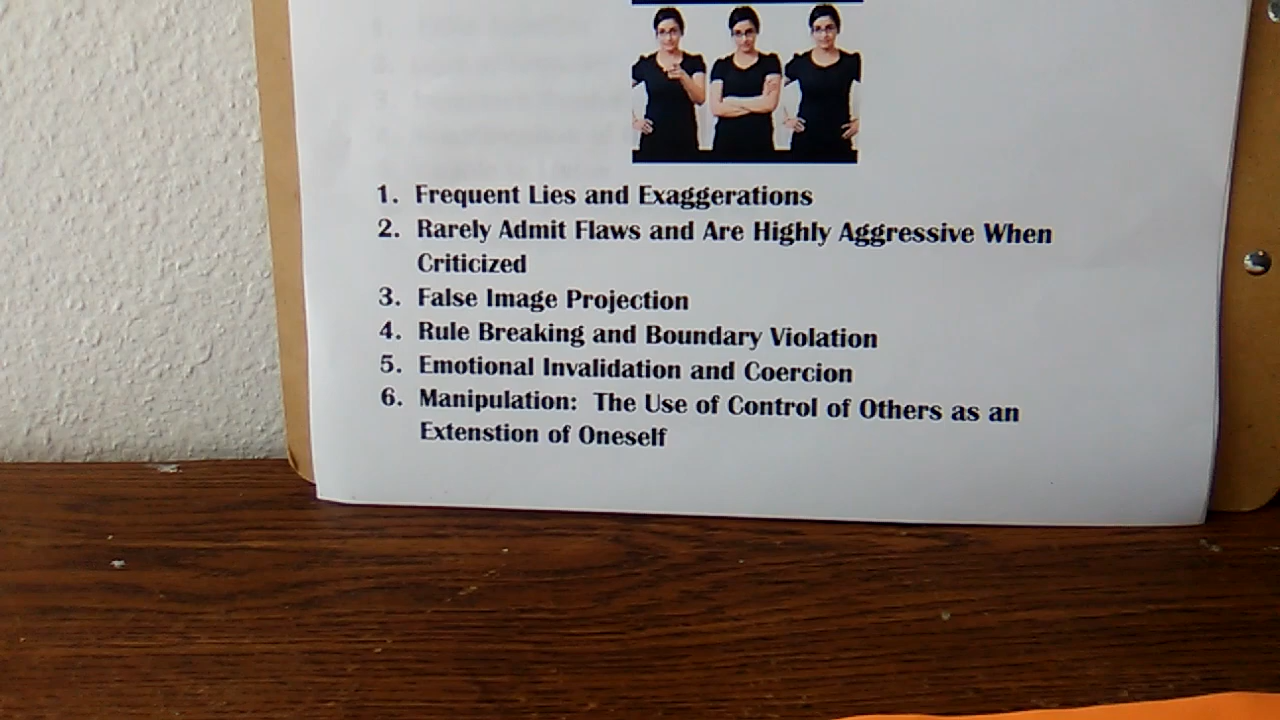 1. Frequent Lies and Exaggerations
2. Rarely Admit Flaws and Are Highly Aggressive When
Criticized
3. False Image Projection
4. Rule Breaking and Boundary Violation
5. Emotional Invalidation and Coercion
6. Manipulation: The Use of Control of Others as an
Extenstion of Oneself